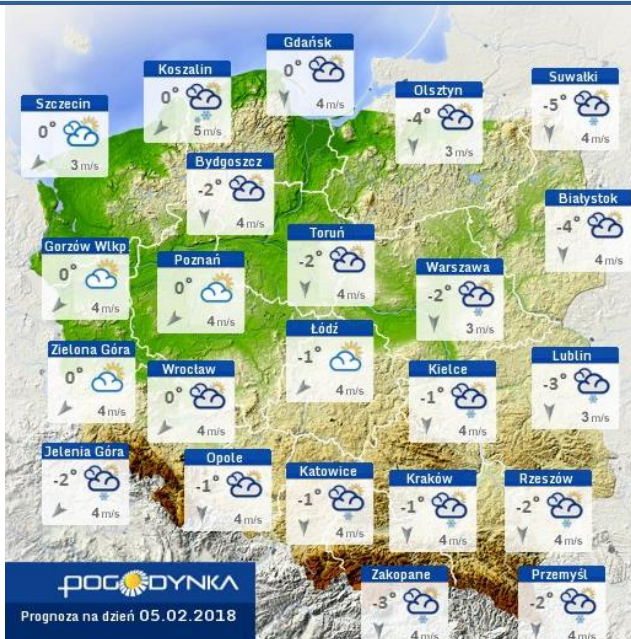 Gdańsk
0°
4 m/s
Koszalin
0°
5 m/s
Szczecin
0°
3 m/s
Olsztyn
-4°
3 m/s
Suwałki
-5°
4 m/s
Bydgoszcz
-2°
4 m/s
Białystok
-4°
4 m/s
Toruń
-2°
4 m/s
Gorzów Wlkp
0°
4 m/s
Poznań
0°
4 m/s
Warszawa
-2°
3 m/s
Łódź
-1°
4 m/s
Zielona Góra
0°
4 m/s
Wrocław
0°
4 m/s
Kielce
-1°
4 m/s
Lublin
-3°
3 m/s
Jelenia Góra
-2°
4 m/s
Opole
-1°
4 m/s
Katowice
-1°
4 m/s
Kraków
-1°
4 m/s
Rzeszów
-2°
4 m/s
Zakopane
-3°
4 m/s
Przemyśl
-2°
4 m/s
POGODYNKA
Prognoza na dzień 05.02.2018